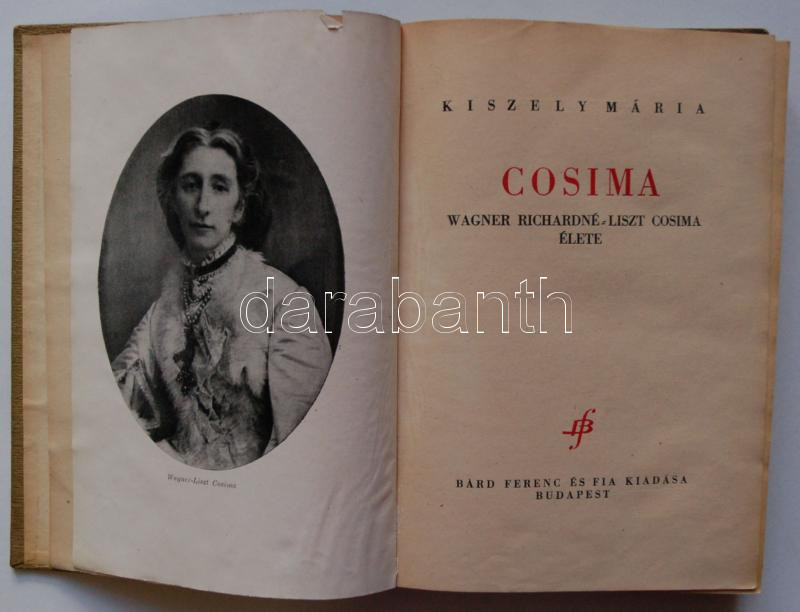 Wagner-Liszt Cosima
KISZELY MÁRIA
COSIMA
WAGNER RICHARDNÉ-LISZT COSIMA
ÉLETE
BÁRD FERENC ÉS FIA KIADÁSA
BUDAPEST
darabanth